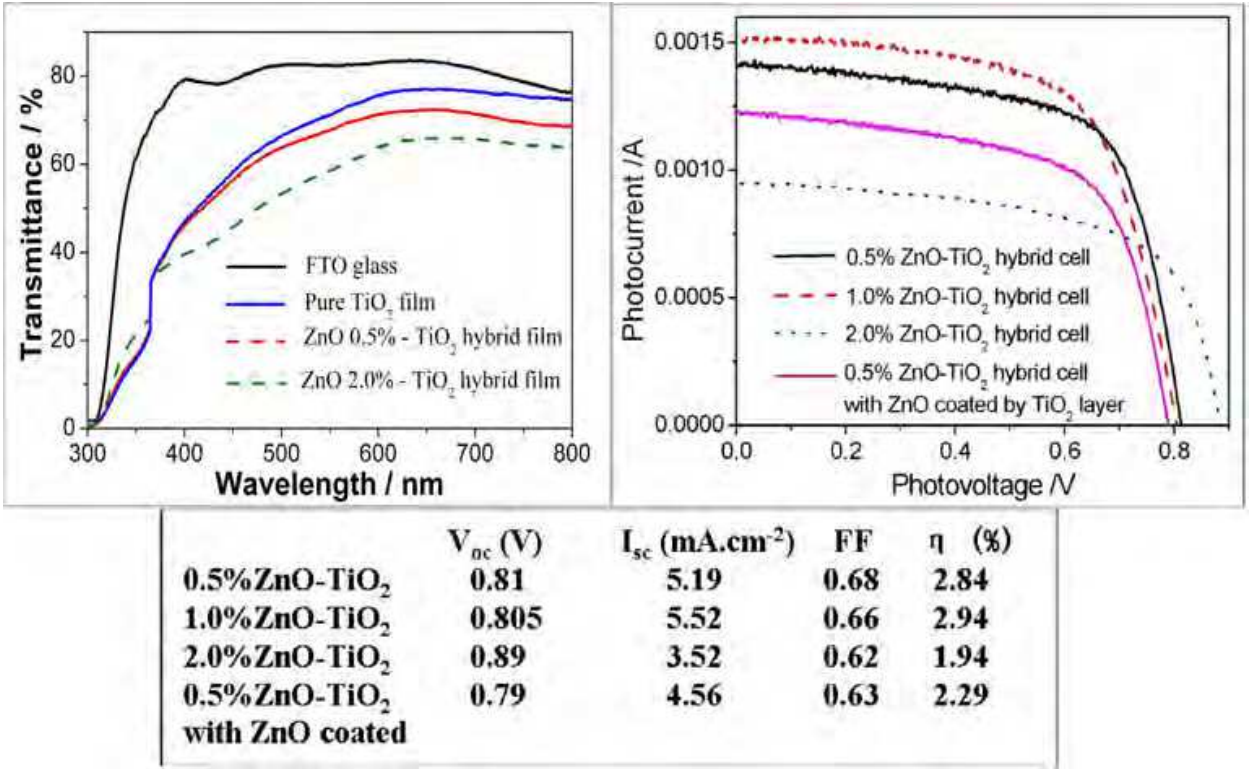 Transmittance / %
80
60
40
20
0
FTO glass
Pure TiO₂ film
ZnO 0.5% - TiO₂ hybrid film
ZnO 2.0% - TiO₂ hybrid film
300 400 500 600 700 800
Wavelength / nm
Photocurrent /A
0.0015
0.0010
0.0005
0.0000
0.5% ZnO-TiO₂ hybrid cell
1.0% ZnO-TiO₂ hybrid cell
2.0% ZnO-TiO₂ hybrid cell
0.5% ZnO-TiO₂ hybrid cell
with ZnO coated by TiO₂ layer
0.0 0.2 0.4 0.6 0.8
Photovoltage /V
V_oc (V) I_sc (mA.cm⁻²) FF η (%)
0.5%ZnO-TiO₂ 0.81 5.19 0.68 2.84
1.0%ZnO-TiO₂ 0.805 5.52 0.66 2.94
2.0%ZnO-TiO₂ 0.89 3.52 0.62 1.94
0.5%ZnO-TiO₂ 0.79 4.56 0.63 2.29
with ZnO coated